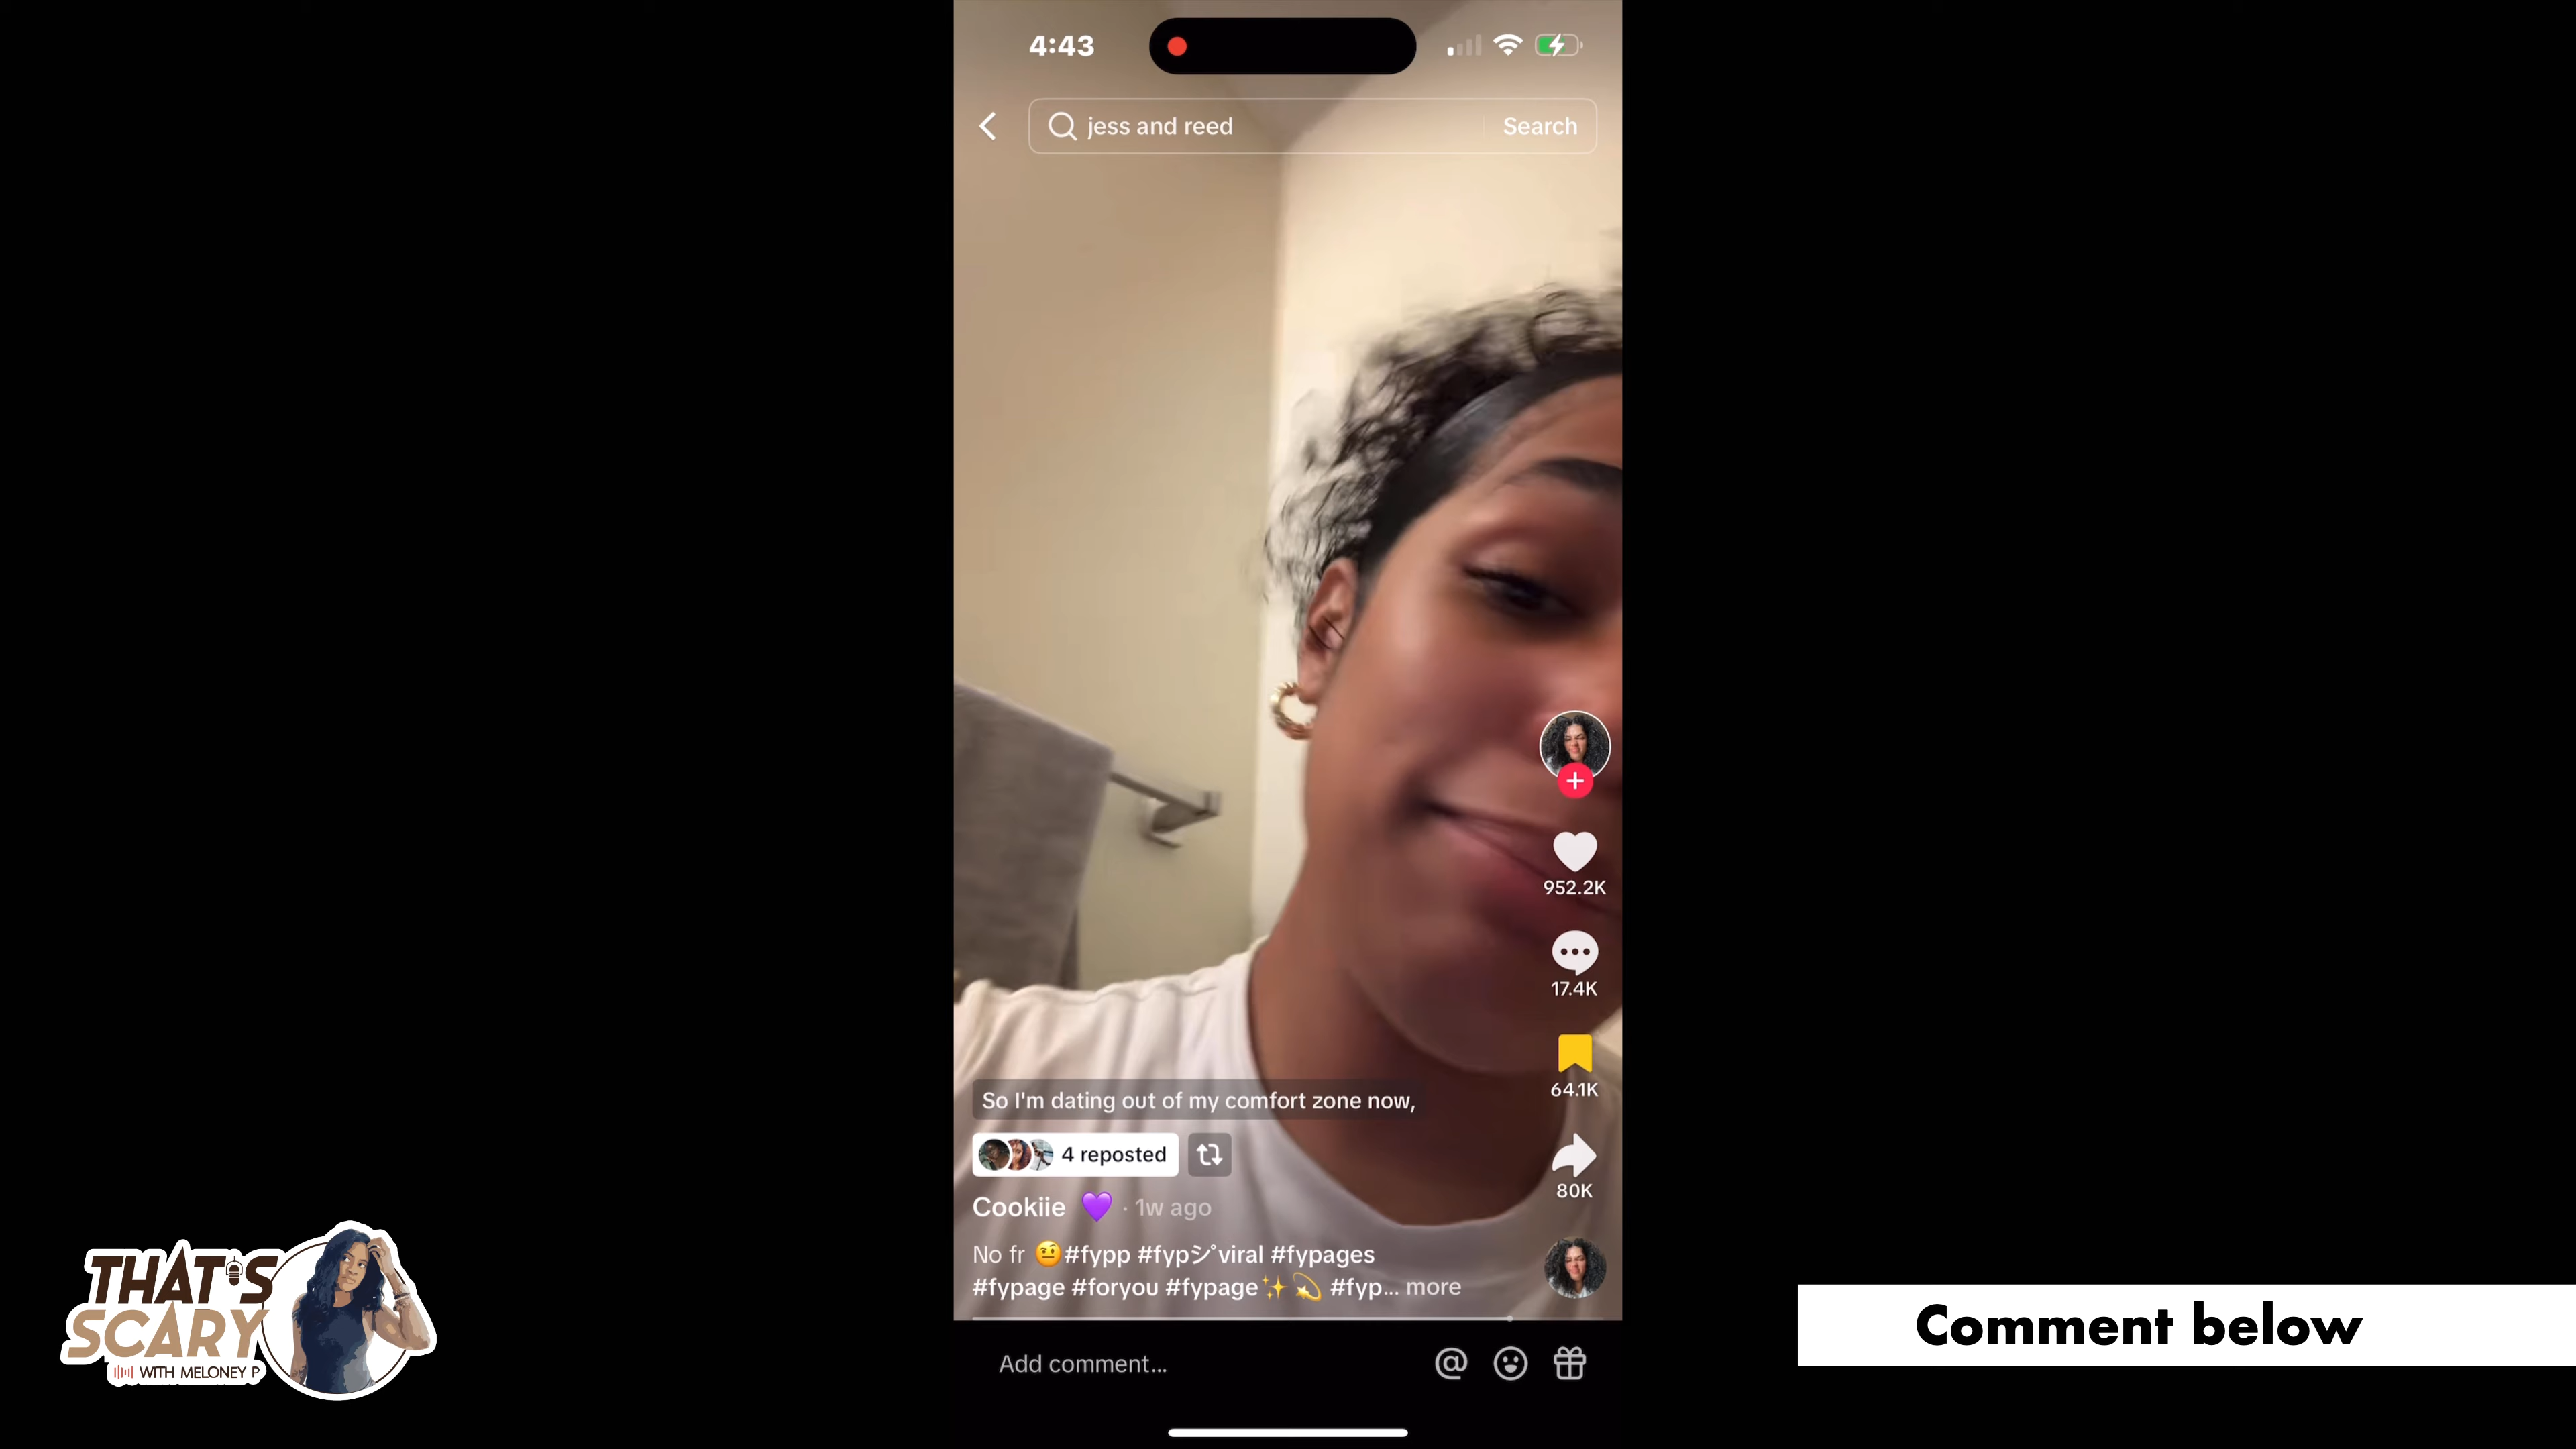 4:43
jess and reed
Search
952.2K
17.4K
64.1K
So I'm dating out of my comfort zone now,
4 reposted
80K
Cookiie 💜 · 1w ago
No fr 🤨#fypp #fypシ゚viral #fypages
#fypage #foryou #fypage✨💫 #fyp... more
Add comment...
THAT'S
SCARY
WITH MELONEY P
Comment below